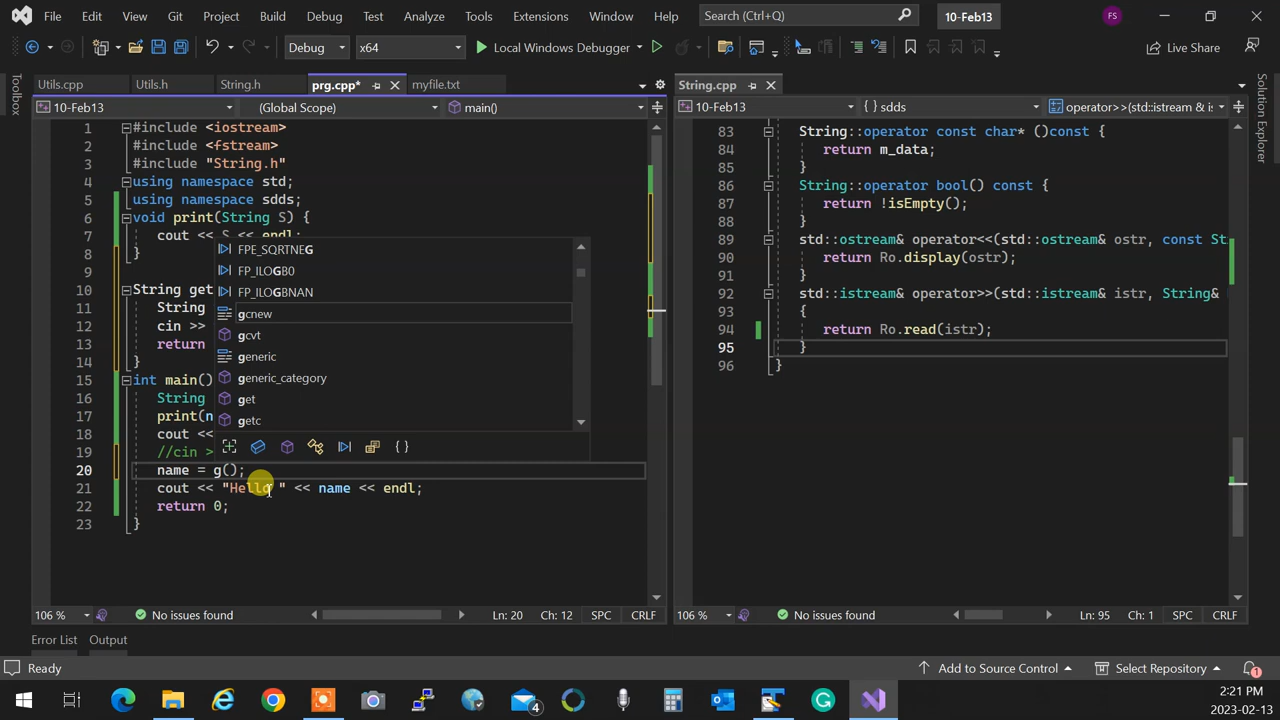 File Edit View Git Project Build Debug Test Analyze Tools Extensions Window Help Search (Ctrl+Q) 10-Feb13 FS
Debug x64 Local Windows Debugger Live Share
Toolbox
Utils.cpp Utils.h String.h prg.cpp* myfile.txt
10-Feb13 (Global Scope) main()
1 #include <iostream>
2 #include <fstream>
3 #include "String.h"
4 using namespace std;
5 using namespace sdds;
6 void print(String S) {
7 cout << S << endl;
8 }
9
10 String get
11 String
12 cin >>
13 return
14 }
15 int main()
16 String
17 print(n
18 cout <<
19 //cin >
20 name = g();
21 cout << "Hello " << name << endl;
22 return 0;
23 }
FPE_SQRTNEG
FP_ILOGB0
FP_ILOGBNAN
gcnew
gcvt
generic
generic_category
get
getc
106 % No issues found Ln: 20 Ch: 12 SPC CRLF
String.cpp
10-Feb13 sdds operator>>(std::istream & is
83 String::operator const char* ()const {
84 return m_data;
85 }
86 String::operator bool() const {
87 return !isEmpty();
88 }
89 std::ostream& operator<<(std::ostream& ostr, const St
90 return Ro.display(ostr);
91 }
92 std::istream& operator>>(std::istream& istr, String&
93 {
94 return Ro.read(istr);
95 }
96 }
106 % No issues found Ln: 95 Ch: 1 SPC CRLF
Solution Explorer
Error List Output
Ready Add to Source Control Select Repository 1
4
2:21 PM
2023-02-13